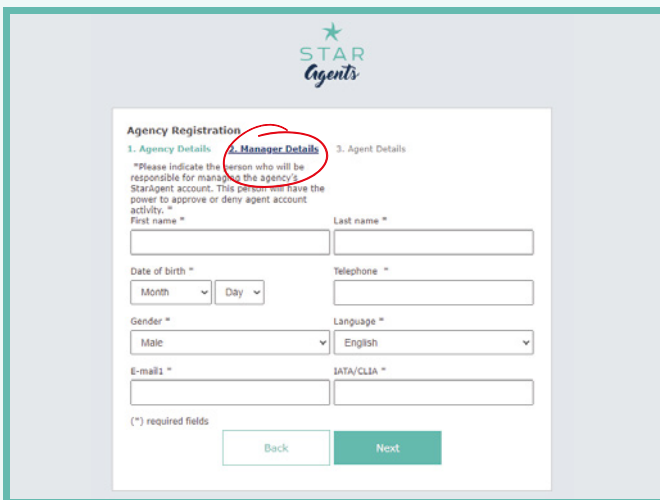 STAR
Agents
Agency Registration
1. Agency Details 2. Manager Details 3. Agent Details
*Please indicate the person who will be
responsible for managing the agency's
StarAgent account. This person will have the
power to approve or deny agent account
activity. *
First name * Last name *
Date of birth * Telephone *
Month Day
Gender * Language *
Male English
E-mail1 * IATA/CLIA *
(*) required fields
Back Next